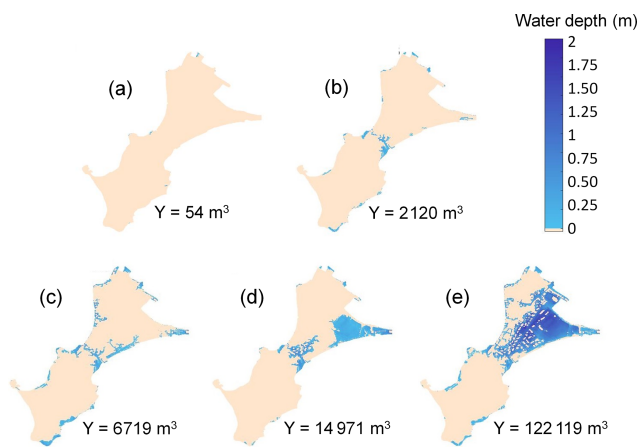 Water depth (m)
(a)
(b)
2
1.75
1.50
1.25
1
0.75
0.50
0.25
0
Y = 54 m³
Y = 2120 m³
(c)
(d)
(e)
Y = 6719 m³
Y = 14 971 m³
Y = 122 119 m³